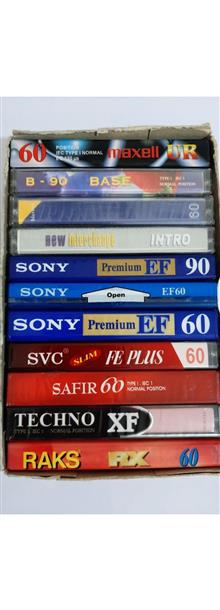 60 POSITION IEC TYPE I NORMAL maxell UR
B - 90 BASE TYPE I · IEC I NORMAL POSITION
60
new interchange INTRO
SONY Premium EF 90
SONY Open EF60
SONY Premium EF 60
SVC SLIM FE PLUS 60
SAFIR 60 TYPE I . IEC I NORMAL POSITION
TECHNO XF
TYPE I, IEC I NORMAL POSITION
RAKS RX 60